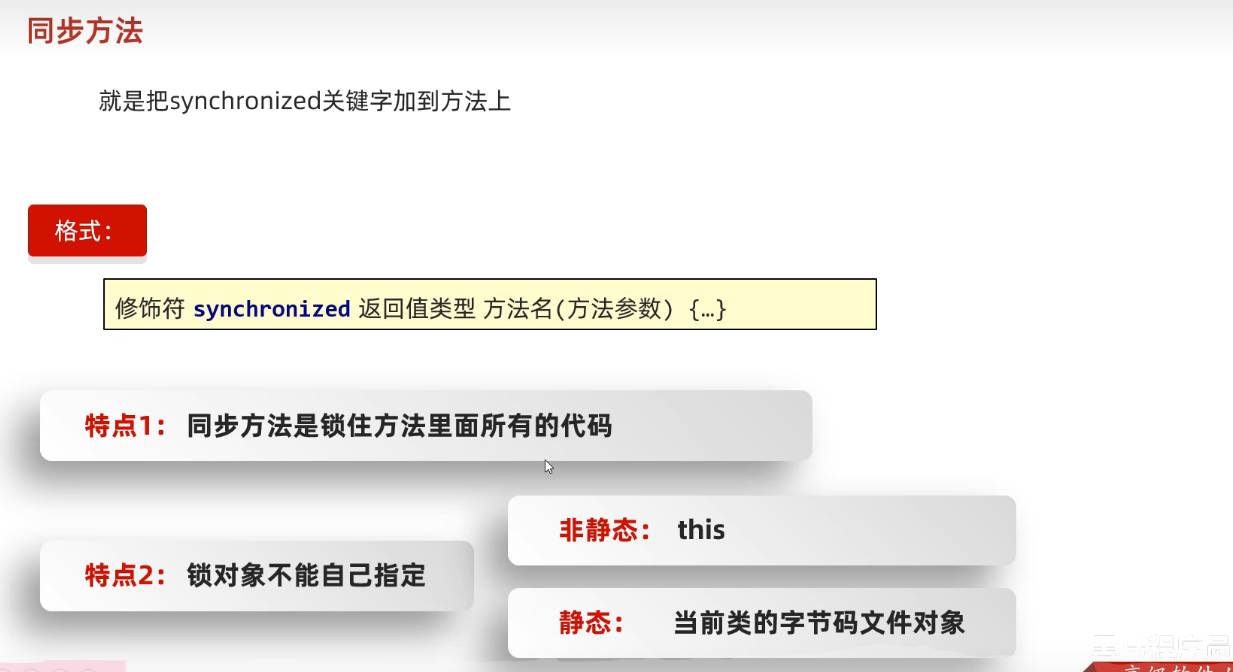 同步方法
就是把synchronized关键字加到方法上
格式：
修饰符 synchronized 返回值类型 方法名(方法参数) {…}
特点1： 同步方法是锁住方法里面所有的代码
特点2： 锁对象不能自己指定
非静态： this
静态： 当前类的字节码文件对象